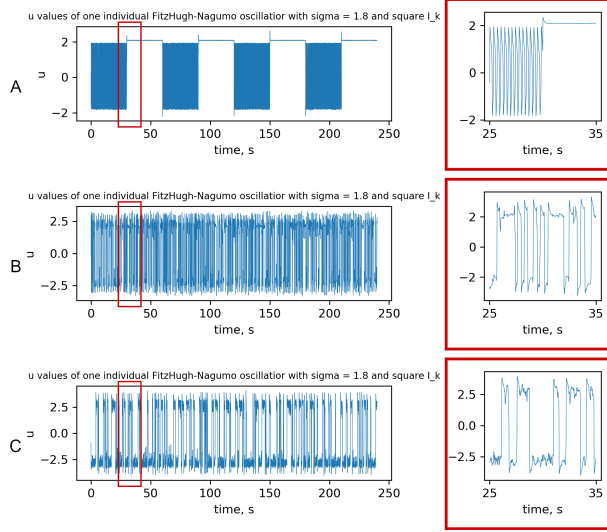 u values of one individual FitzHugh-Nagumo oscillator with sigma = 1.8 and square I_k
A
u
2
0
−2
0 50 100 150 200 250
time, s
2
0
−2
25 35
time, s
u values of one individual FitzHugh-Nagumo oscillatior with sigma = 1.8 and square I_k
B
u
2.5
0.0
−2.5
0 50 100 150 200 250
time, s
2
0
−2
25 35
time, s
u values of one individual FitzHugh-Nagumo oscillatior with sigma = 1.8 and square I_k
C
u
2.5
0.0
−2.5
0 50 100 150 200 250
time, s
2.5
0.0
−2.5
25 35
time, s